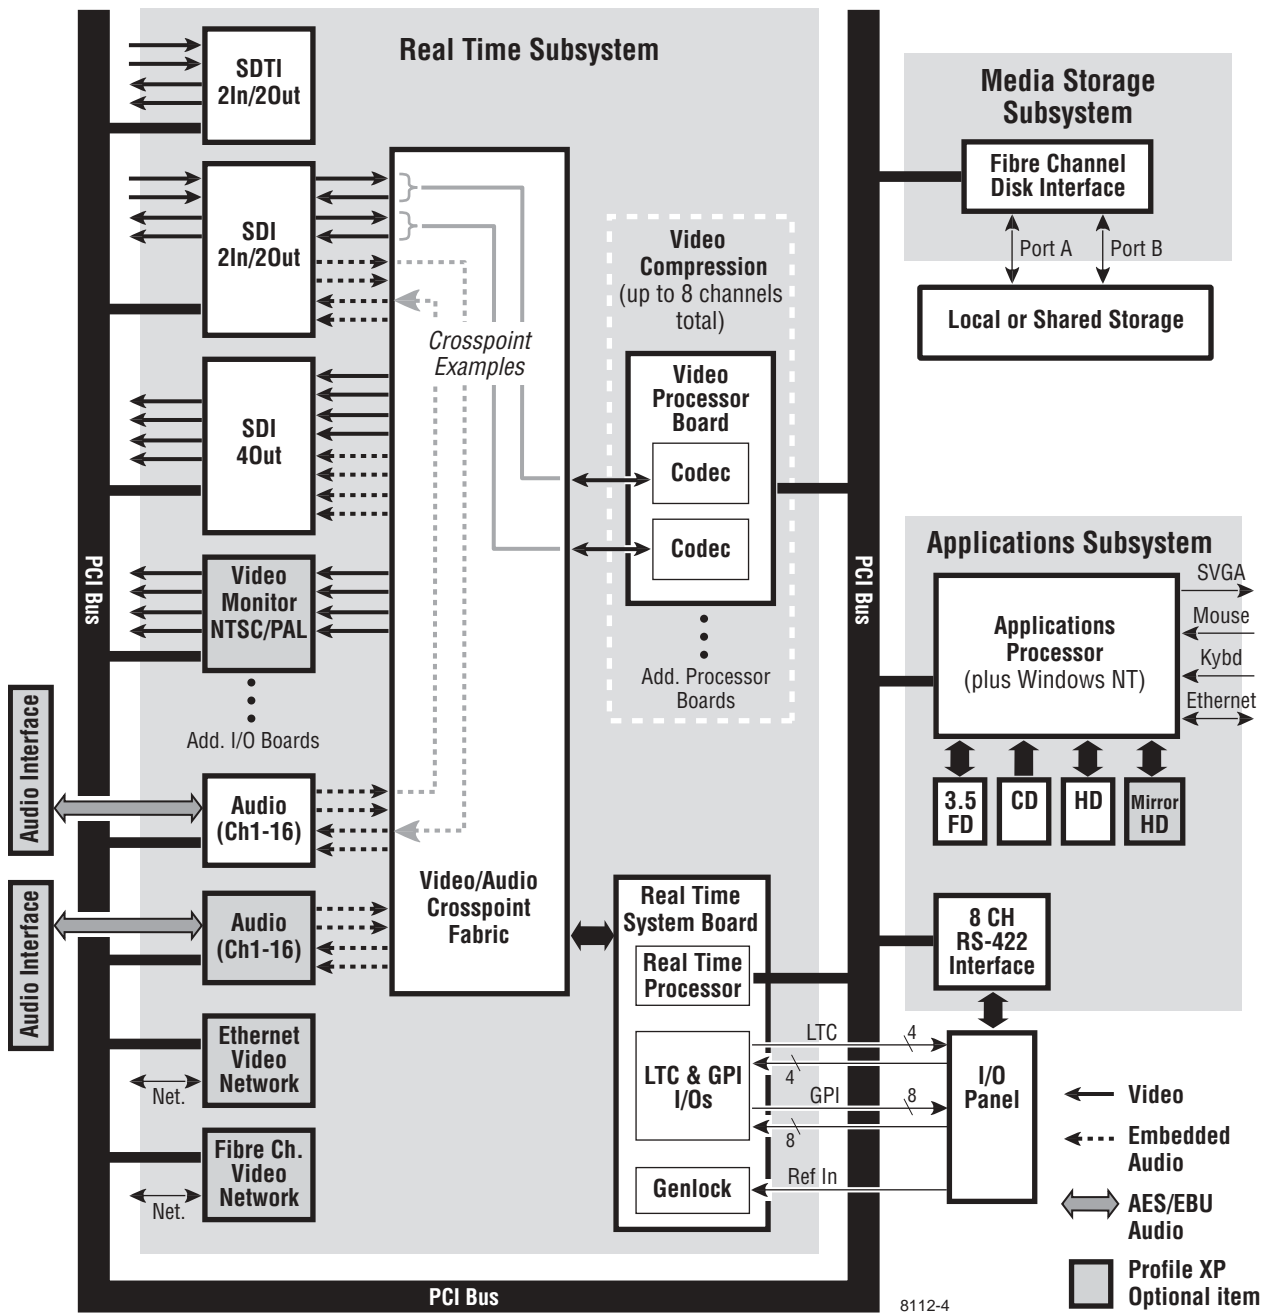 Real Time Subsystem
SDTI
2In/2Out
SDI
2In/2Out
SDI
4Out
Video
Monitor
NTSC/PAL
Add. I/O Boards
PCI Bus
Audio Interface
Audio
(Ch1-16)
Audio Interface
Audio
(Ch1-16)
Ethernet
Video
Network
Net.
Fibre Ch.
Video
Network
Net.
Crosspoint
Examples
Video/Audio
Crosspoint
Fabric
Video
Compression
(up to 8 channels
total)
Video
Processor
Board
Codec
Codec
Add. Processor
Boards
Real Time
System Board
Real Time
Processor
LTC & GPI
I/Os
Genlock
LTC
4
4
GPI
8
8
Ref In
PCI Bus
PCI Bus
Media Storage
Subsystem
Fibre Channel
Disk Interface
Port A
Port B
Local or Shared Storage
Applications Subsystem
Applications
Processor
(plus Windows NT)
SVGA
Mouse
Kybd
Ethernet
3.5
FD
CD
HD
Mirror
HD
8 CH
RS-422
Interface
I/O
Panel
Video
Embedded
Audio
AES/EBU
Audio
Profile XP
Optional item
8112-4